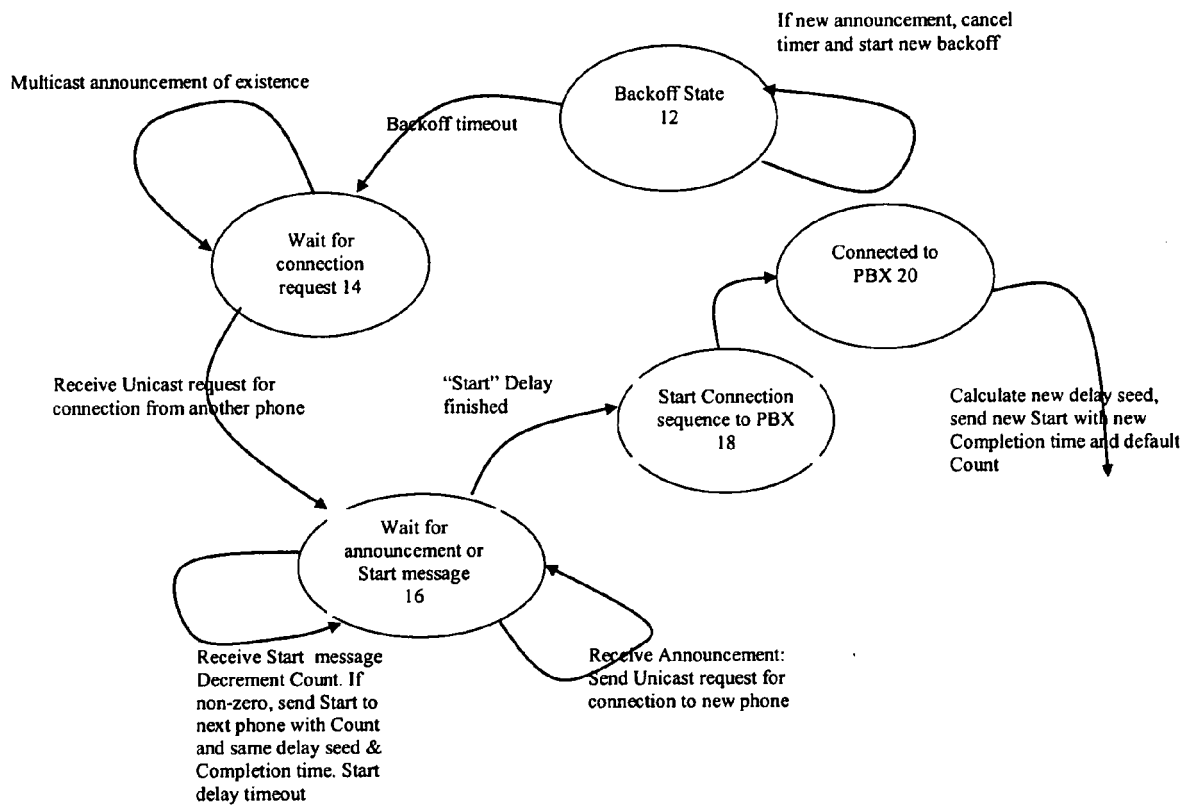 If new announcement, cancel
timer and start new backoff
Multicast announcement of existence
Backoff State
12
Backoff timeout
Wait for
connection
request 14
Connected to
PBX 20
Receive Unicast request for
connection from another phone
“Start” Delay
finished
Start Connection
sequence to PBX
18
Calculate new delay seed,
send new Start with new
Completion time and default
Count
Wait for
announcement or
Start message
16
Receive Start message
Decrement Count. If
non-zero, send Start to
next phone with Count
and same delay seed &
Completion time. Start
delay timeout
Receive Announcement:
Send Unicast request for
connection to new phone